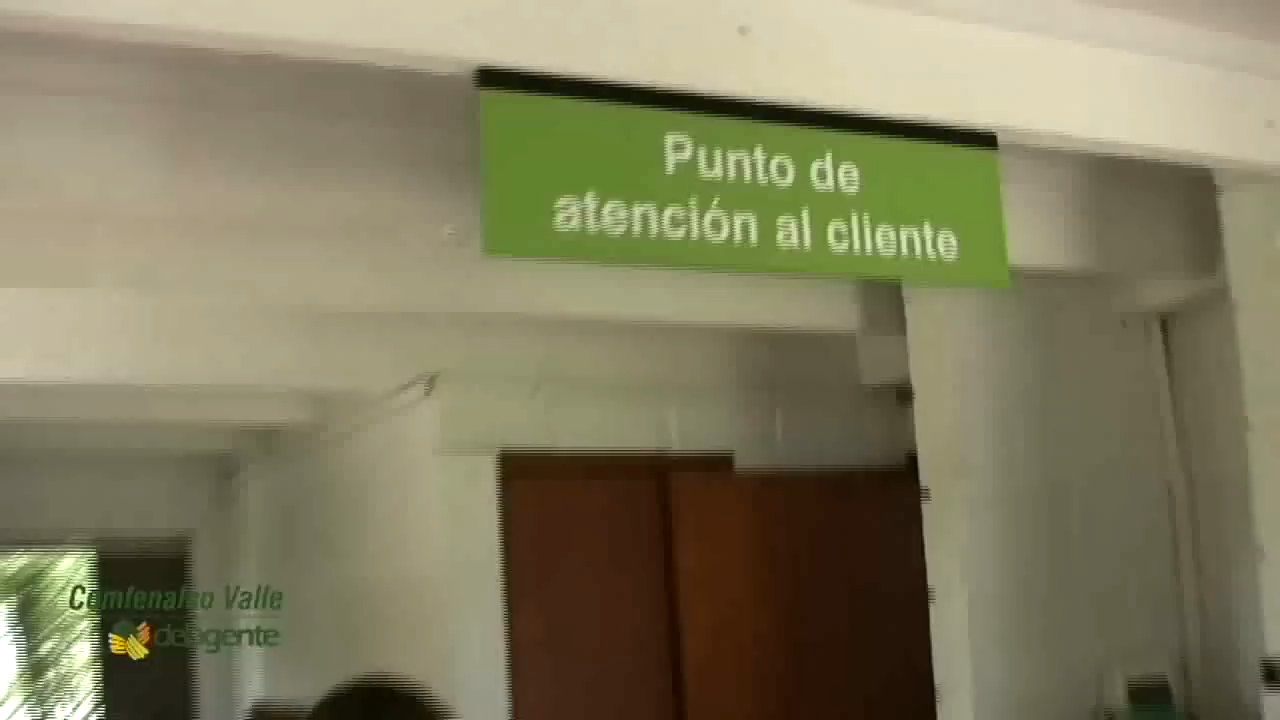 Punto de
atención al cliente
Comfenalco Valle
delagente